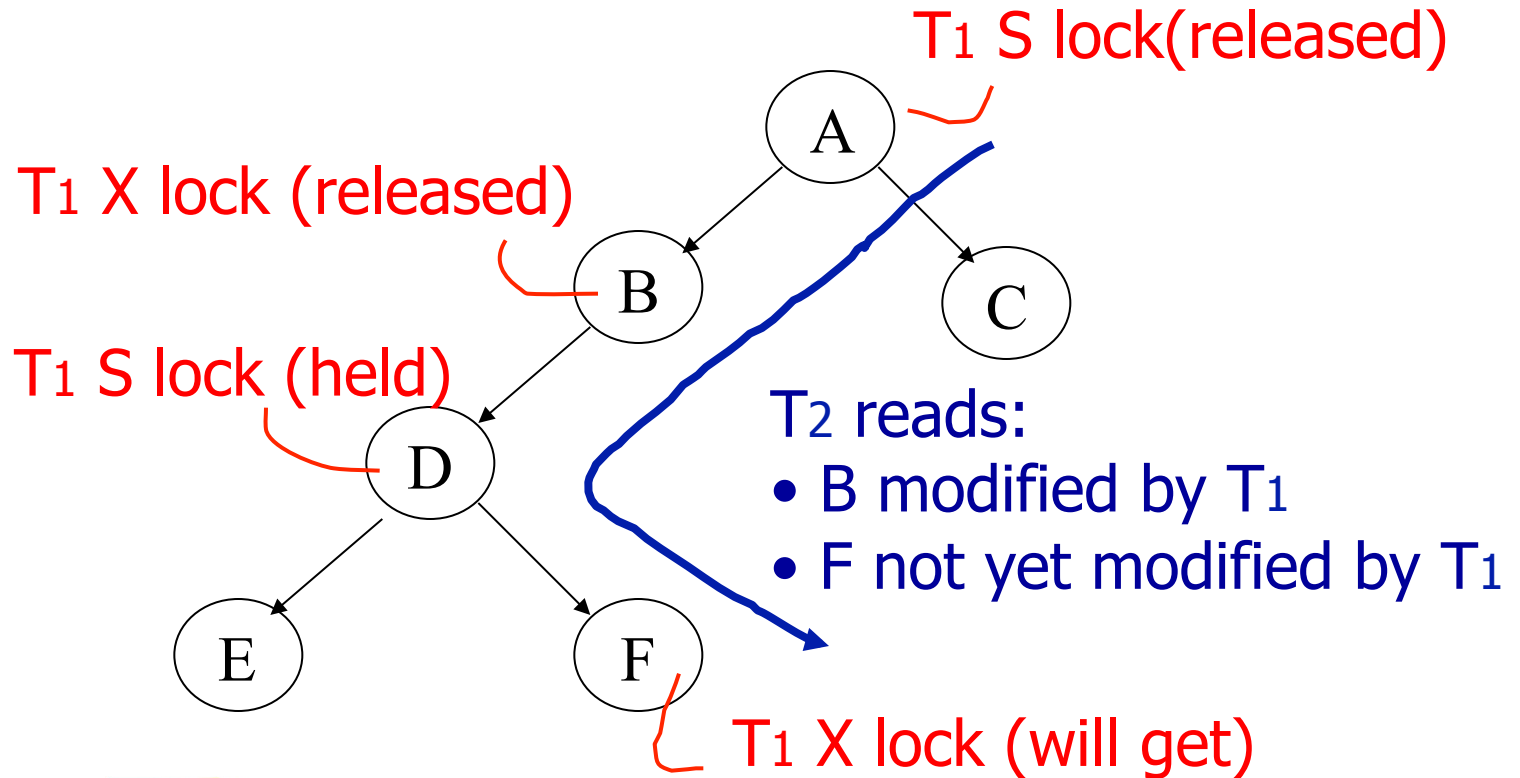 T1 S lock(released)
A
T1 X lock (released)
B
C
T1 S lock (held)
D
T2 reads:
• B modified by T1
• F not yet modified by T1
E
F
T1 X lock (will get)